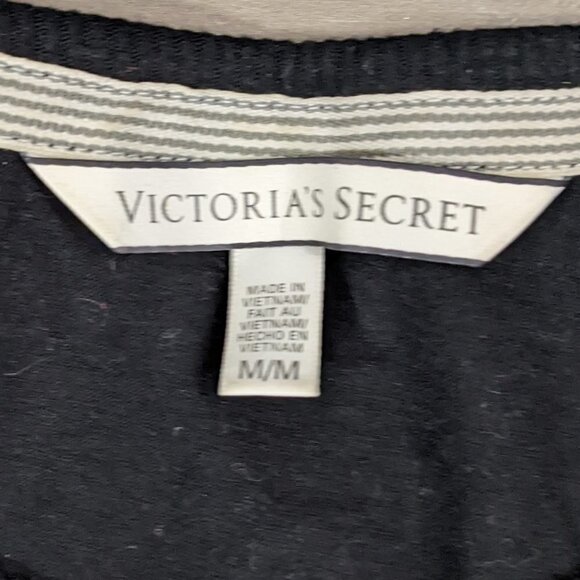 VICTORIA'S SECRET
MADE IN
VIETNAM/
FAIT AU
VIETNAM/
HECHO EN
VIETNAM
M/M